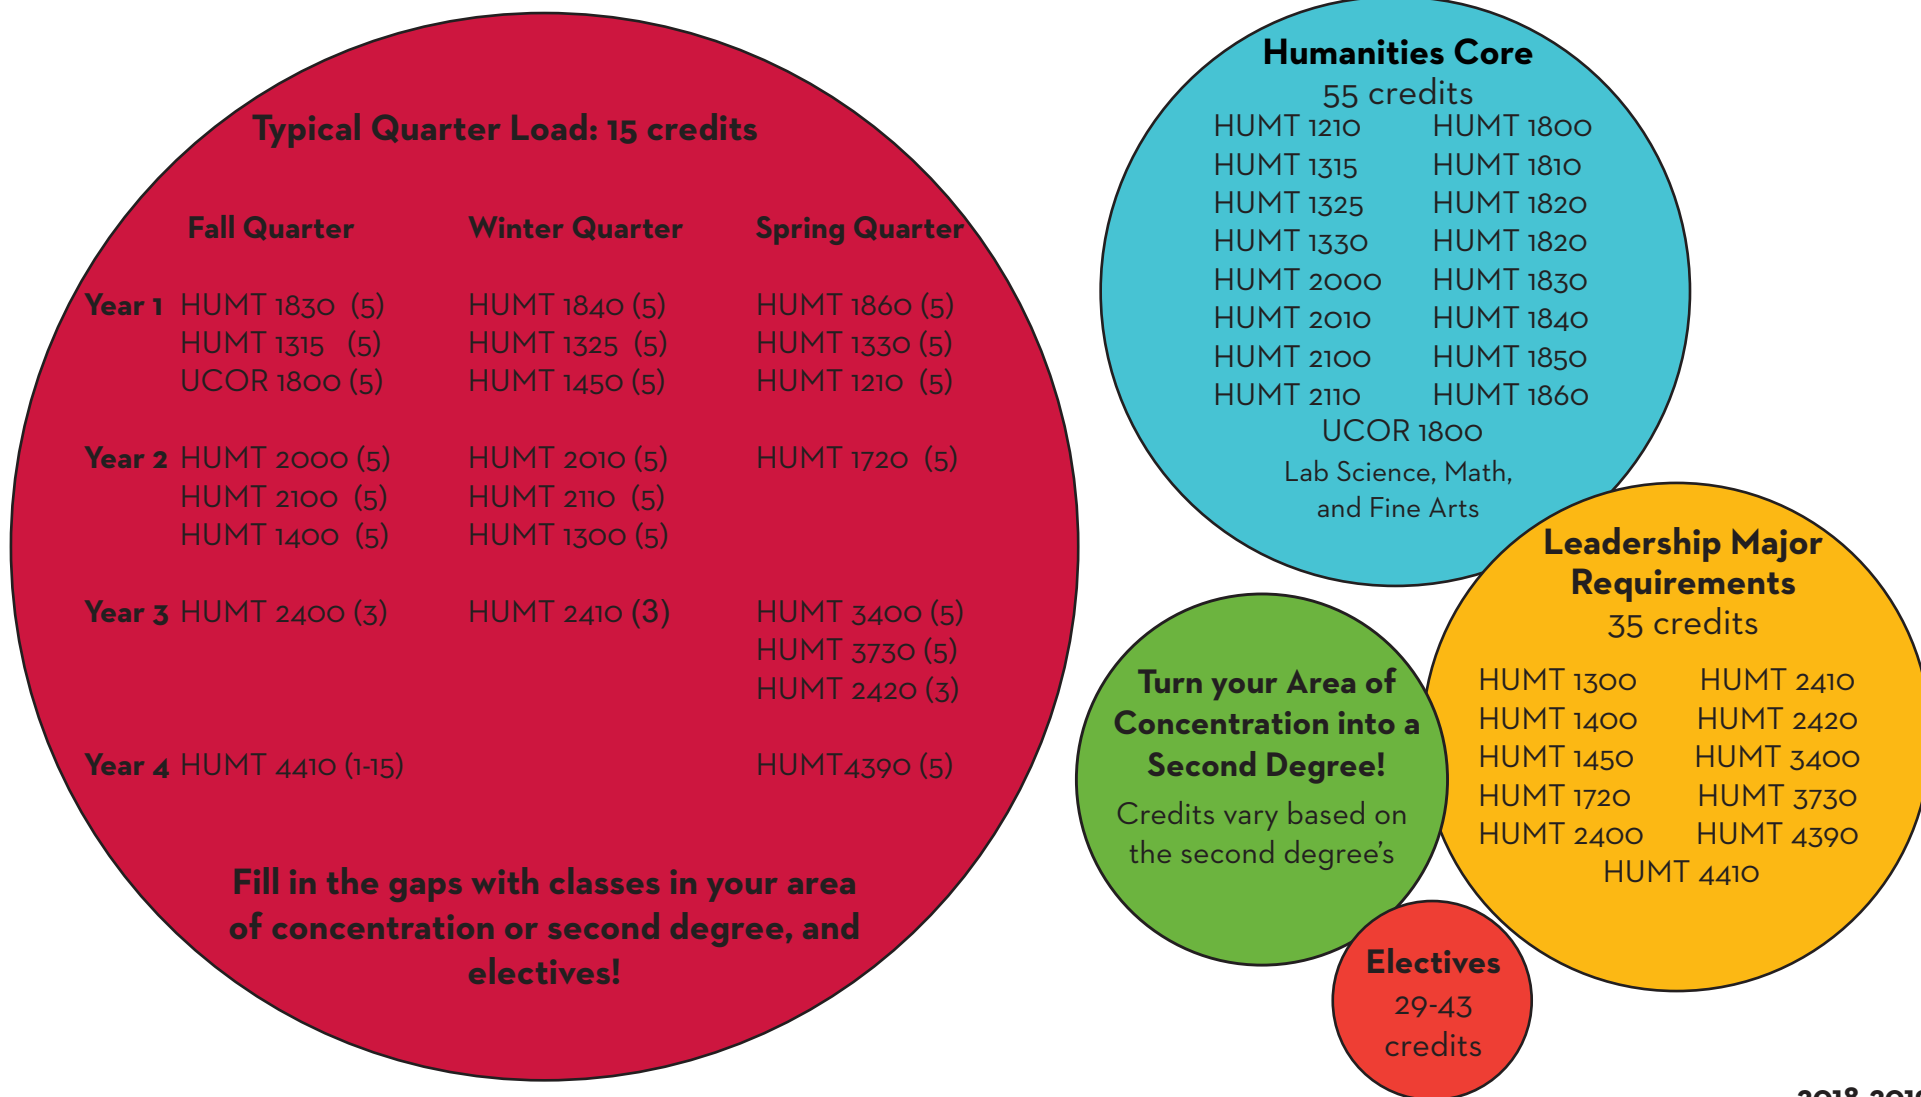 Typical Quarter Load: 15 credits
Fall Quarter Winter Quarter Spring Quarter
Year 1 HUMT 1830 (5) HUMT 1840 (5) HUMT 1860 (5)
HUMT 1315 (5) HUMT 1325 (5) HUMT 1330 (5)
UCOR 1800 (5) HUMT 1450 (5) HUMT 1210 (5)
Year 2 HUMT 2000 (5) HUMT 2010 (5) HUMT 1720 (5)
HUMT 2100 (5) HUMT 2110 (5)
HUMT 1400 (5) HUMT 1300 (5)
Year 3 HUMT 2400 (3) HUMT 2410 (3) HUMT 3400 (5)
HUMT 3730 (5)
HUMT 2420 (3)
Year 4 HUMT 4410 (1-15) HUMT4390 (5)
Fill in the gaps with classes in your area
of concentration or second degree, and
electives!
Humanities Core
55 credits
HUMT 1210 HUMT 1800
HUMT 1315 HUMT 1810
HUMT 1325 HUMT 1820
HUMT 1330 HUMT 1820
HUMT 2000 HUMT 1830
HUMT 2010 HUMT 1840
HUMT 2100 HUMT 1850
HUMT 2110 HUMT 1860
UCOR 1800
Lab Science, Math,
and Fine Arts
Leadership Major
Requirements
35 credits
HUMT 1300 HUMT 2410
HUMT 1400 HUMT 2420
HUMT 1450 HUMT 3400
HUMT 1720 HUMT 3730
HUMT 2400 HUMT 4390
HUMT 4410
Turn your Area of
Concentration into a
Second Degree!
Credits vary based on
the second degree's
Electives
29-43
credits